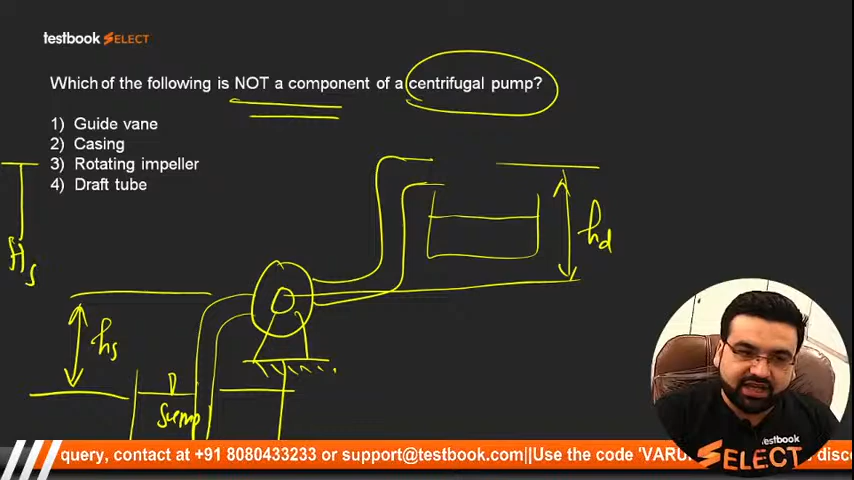 testbook SELECT
Which of the following is NOT a component of a centrifugal pump?
1) Guide vane
2) Casing
3) Rotating impeller
4) Draft tube
hd
Hs
hs
Sump
testbook
SELECT
query, contact at +91 8080433233 or support@testbook.com||Use the code 'VARU disco